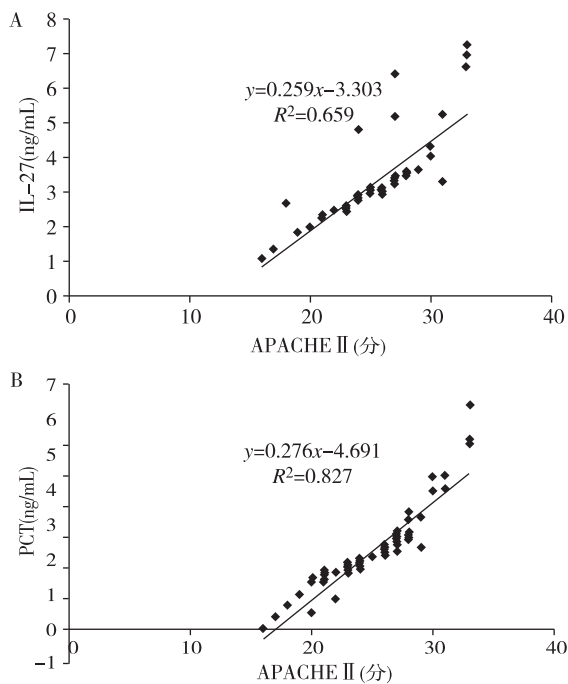 A
8
7
6
5
4
3
2
1
0
IL-27(ng/mL)
y=0.259x-3.303
R²=0.659
0 10 20 30 40
APACHE Ⅱ (分)
B
7
6
5
4
3
2
1
0
-1
PCT(ng/mL)
y=0.276x-4.691
R²=0.827
0 10 20 30 40
APACHE Ⅱ (分)